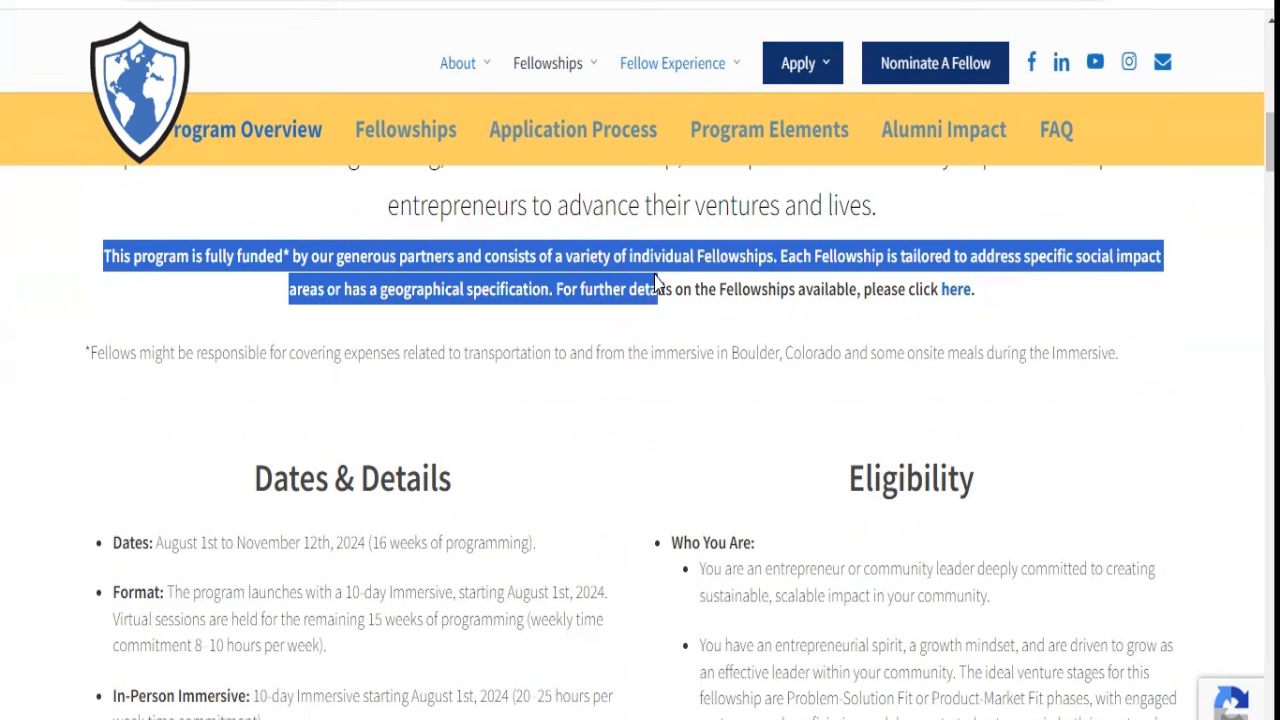 About
Fellowships
Fellow Experience
Apply
Nominate A Fellow
rogram Overview
Fellowships
Application Process
Program Elements
Alumni Impact
FAQ
entrepreneurs to advance their ventures and lives.
This program is fully funded* by our generous partners and consists of a variety of individual Fellowships. Each Fellowship is tailored to address specific social impact
areas or has a geographical specification. For further details on the Fellowships available, please click here.
*Fellows might be responsible for covering expenses related to transportation to and from the immersive in Boulder, Colorado and some onsite meals during the Immersive.
Dates & Details
• Dates: August 1st to November 12th, 2024 (16 weeks of programming).
• Format: The program launches with a 10-day Immersive, starting August 1st, 2024.
Virtual sessions are held for the remaining 15 weeks of programming (weekly time
commitment 8-10 hours per week).
• In-Person Immersive: 10-day Immersive starting August 1st, 2024 (20-25 hours per
week time commitment)
Eligibility
• Who You Are:
• You are an entrepreneur or community leader deeply committed to creating
sustainable, scalable impact in your community.
• You have an entrepreneurial spirit, a growth mindset, and are driven to grow as
an effective leader within your community. The ideal venture stages for this
fellowship are Problem-Solution Fit or Product-Market Fit phases, with engaged